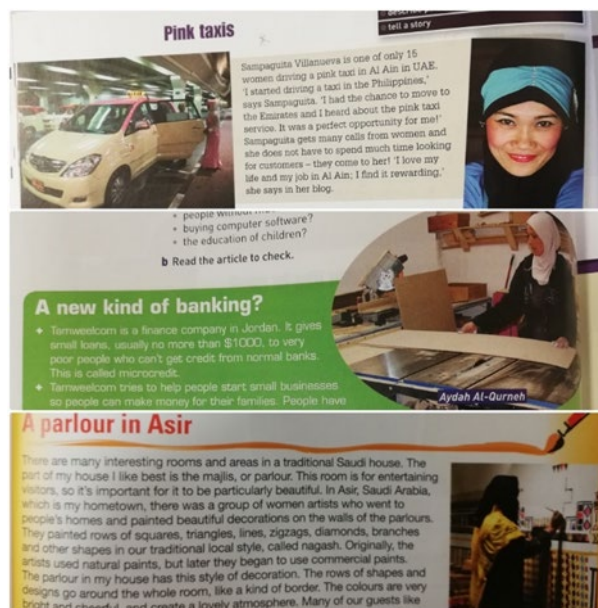 tell a story
Pink taxis
Sampaguita Villanueva is one of only 15
women driving a pink taxi in Al Ain in UAE.
'I started driving a taxi in the Philippines,'
says Sampaguita. 'I had the chance to move to
the Emirates and I heard about the pink taxi
service. It was a perfect opportunity for me!'
Sampaguita gets many calls from women and
she does not have to spend much time looking
for customers – they come to her! 'I love my
life and my job in Al Ain; I find it rewarding,'
she says in her blog.
• people
• buying computer software?
• the education of children?
b Read the article to check.
A new kind of banking?
+ Tamweelcom is a finance company in Jordan. It gives
small loans, usually no more than $1000, to very
poor people who can't get credit from normal banks.
This is called microcredit.
+ Tamweelcom tries to help people start small businesses
so people can make money for their families. People have
Aydah Al-Qurneh
A parlour in Asir
There are many interesting rooms and areas in a traditional Saudi house. The
part of my house I like best is the majlis, or parlour. This room is for entertaining
visitors, so it's important for it to be particularly beautiful. In Asir, Saudi Arabia,
which is my hometown, there was a group of women artists who went to
people's homes and painted beautiful decorations on the walls of the parlours.
They painted rows of squares, triangles, lines, zigzags, diamonds, branches
and other shapes in our traditional local style, called nagash. Originally, the
artists used natural paints, but later they began to use commercial paints.
The parlour in my house has this style of decoration. The rows of shapes and
designs go around the whole room, like a kind of border. The colours are very
bright and cheerful, and create a lovely atmosphere. Many of our guests like